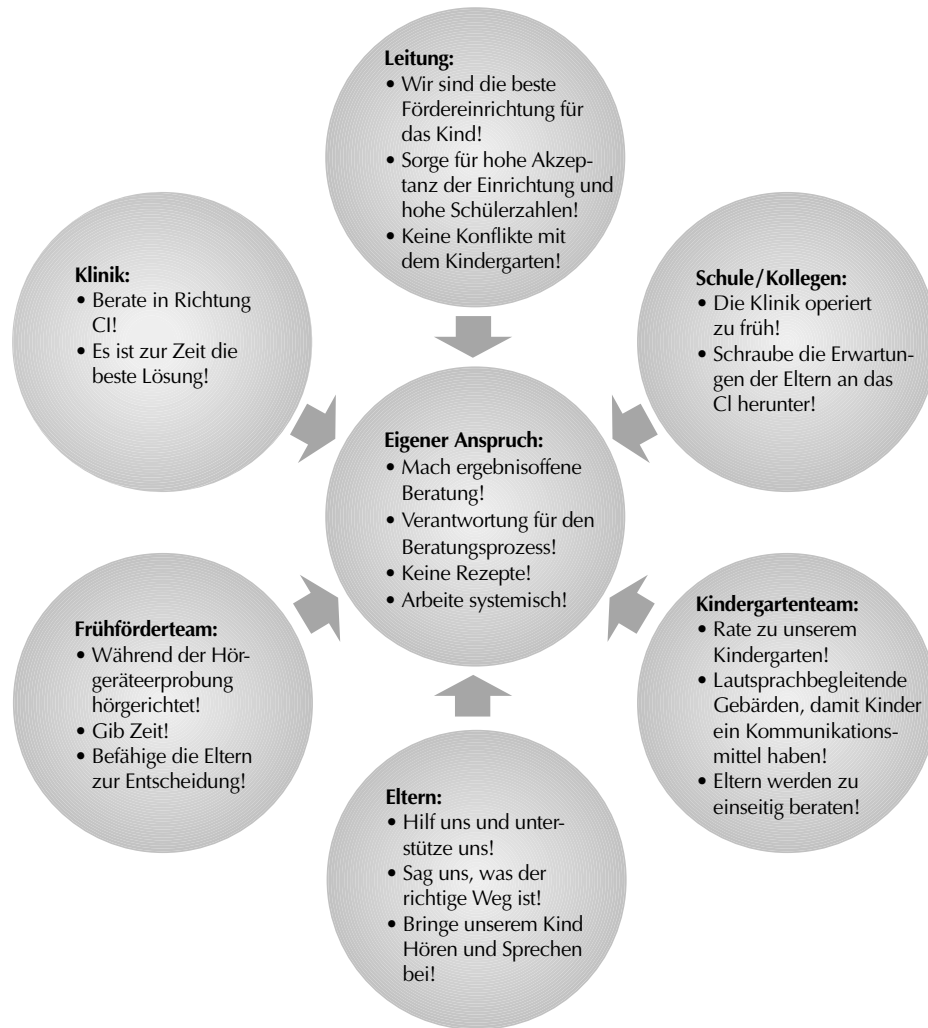 Leitung:
• Wir sind die beste
Fördereinrichtung für
das Kind!
• Sorge für hohe Akzep-
tanz der Einrichtung und
hohe Schülerzahlen!
• Keine Konflikte mit
dem Kindergarten!
Klinik:
• Berate in Richtung
CI!
• Es ist zur Zeit die
beste Lösung!
Schule/Kollegen:
• Die Klinik operiert
zu früh!
• Schraube die Erwartun-
gen der Eltern an das
CI herunter!
Eigener Anspruch:
• Mach ergebnisoffene
Beratung!
• Verantwortung für den
Beratungsprozess!
• Keine Rezepte!
• Arbeite systemisch!
Frühförderteam:
• Während der Hör-
geräteerprobung
hörgerichtet!
• Gib Zeit!
• Befähige die Eltern
zur Entscheidung!
Kindergartenteam:
• Rate zu unserem
Kindergarten!
• Lautsprachbegleitende
Gebärden, damit Kinder
ein Kommunikations-
mittel haben!
• Eltern werden zu
einseitig beraten!
Eltern:
• Hilf uns und unter-
stütze uns!
• Sag uns, was der
richtige Weg ist!
• Bringe unserem Kind
Hören und Sprechen
bei!